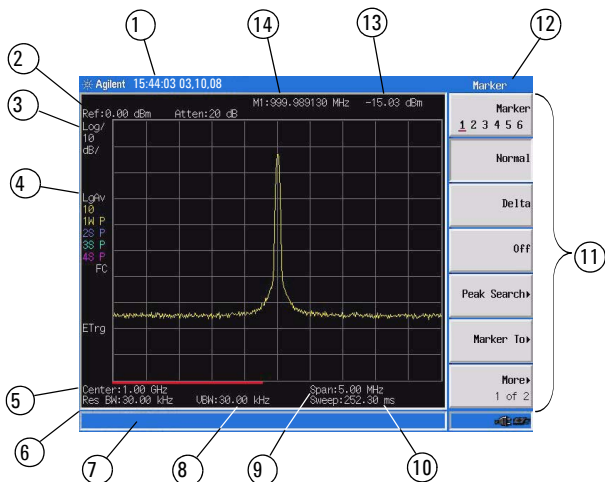 1
14
13
12
2
Agilent 15:44:03 03,10,08
Marker
M1:999.989130 MHz -15.03 dBm
Ref:0.00 dBm Atten:20 dB
3
Log/
10
dB/
Marker
1 2 3 4 5 6
Normal
4
LgAv
10
1W P
2S P
3S P
4S P
FC
Delta
Off
11
Peak Search
ETrg
Marker To
5
Center:1.00 GHz Span:5.00 MHz
Res BW:30.00 kHz VBW:30.00 kHz Sweep:252.30 ms
More
1 of 2
6
7
8
9
10